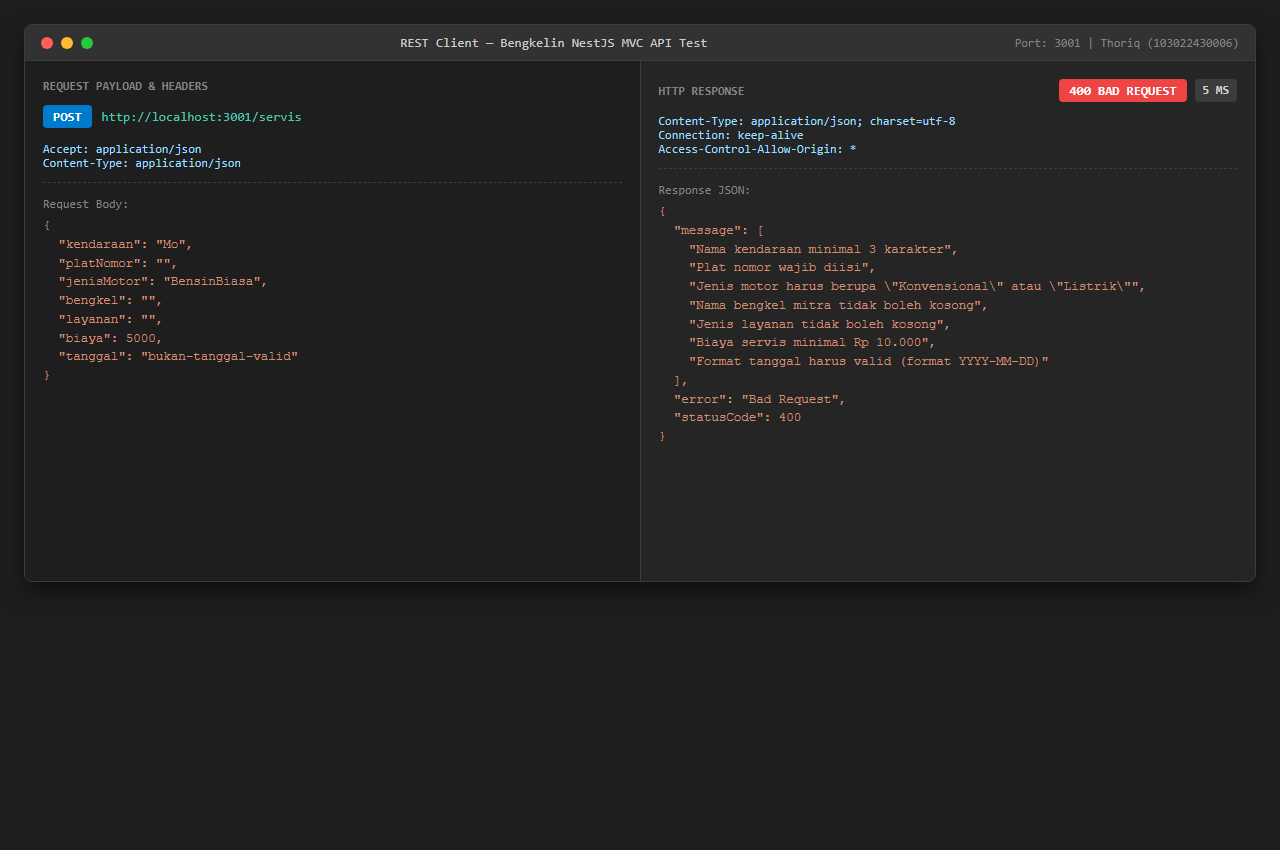 REST Client — Bengkelin NestJS MVC API Test
Port: 3001 | Thoriq (103022430006)
REQUEST PAYLOAD & HEADERS
POST http://localhost:3001/servis
Accept: application/json
Content-Type: application/json
Request Body:
{
  "kendaraan": "Mo",
  "platNomor": "",
  "jenisMotor": "BensinBiasa",
  "bengkel": "",
  "layanan": "",
  "biaya": 5000,
  "tanggal": "bukan-tanggal-valid"
}
HTTP RESPONSE
400 BAD REQUEST
5 MS
Content-Type: application/json; charset=utf-8
Connection: keep-alive
Access-Control-Allow-Origin: *
Response JSON:
{
  "message": [
    "Nama kendaraan minimal 3 karakter",
    "Plat nomor wajib diisi",
    "Jenis motor harus berupa \"Konvensional\" atau \"Listrik\"",
    "Nama bengkel mitra tidak boleh kosong",
    "Jenis layanan tidak boleh kosong",
    "Biaya servis minimal Rp 10.000",
    "Format tanggal harus valid (format YYYY-MM-DD)"
  ],
  "error": "Bad Request",
  "statusCode": 400
}